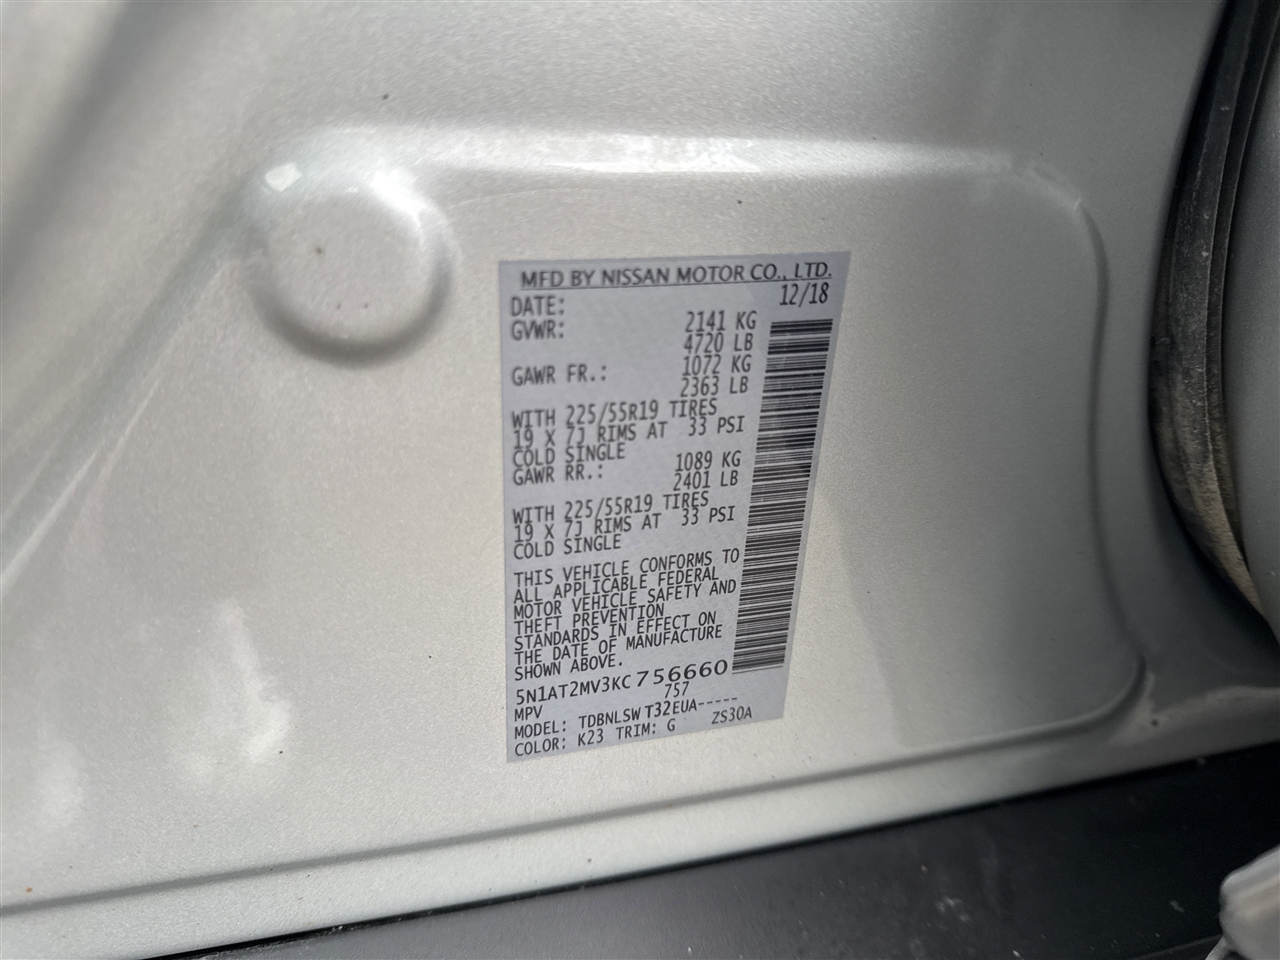 MFD BY NISSAN MOTOR CO., LTD.
DATE: 12/18
GVWR: 2141 KG
4720 LB
GAWR FR.: 1072 KG
2363 LB
WITH 225/55R19 TIRES
19 X 7J RIMS AT 33 PSI
COLD SINGLE
GAWR RR.: 1089 KG
2401 LB
WITH 225/55R19 TIRES
19 X 7J RIMS AT 33 PSI
COLD SINGLE
THIS VEHICLE CONFORMS TO
ALL APPLICABLE FEDERAL
MOTOR VEHICLE SAFETY AND
THEFT PREVENTION
STANDARDS IN EFFECT ON
THE DATE OF MANUFACTURE
SHOWN ABOVE.
5N1AT2MV3KC756660
MPV 757
MODEL: TDBNLSW T32EUA-----
COLOR: K23 TRIM: G ZS30A